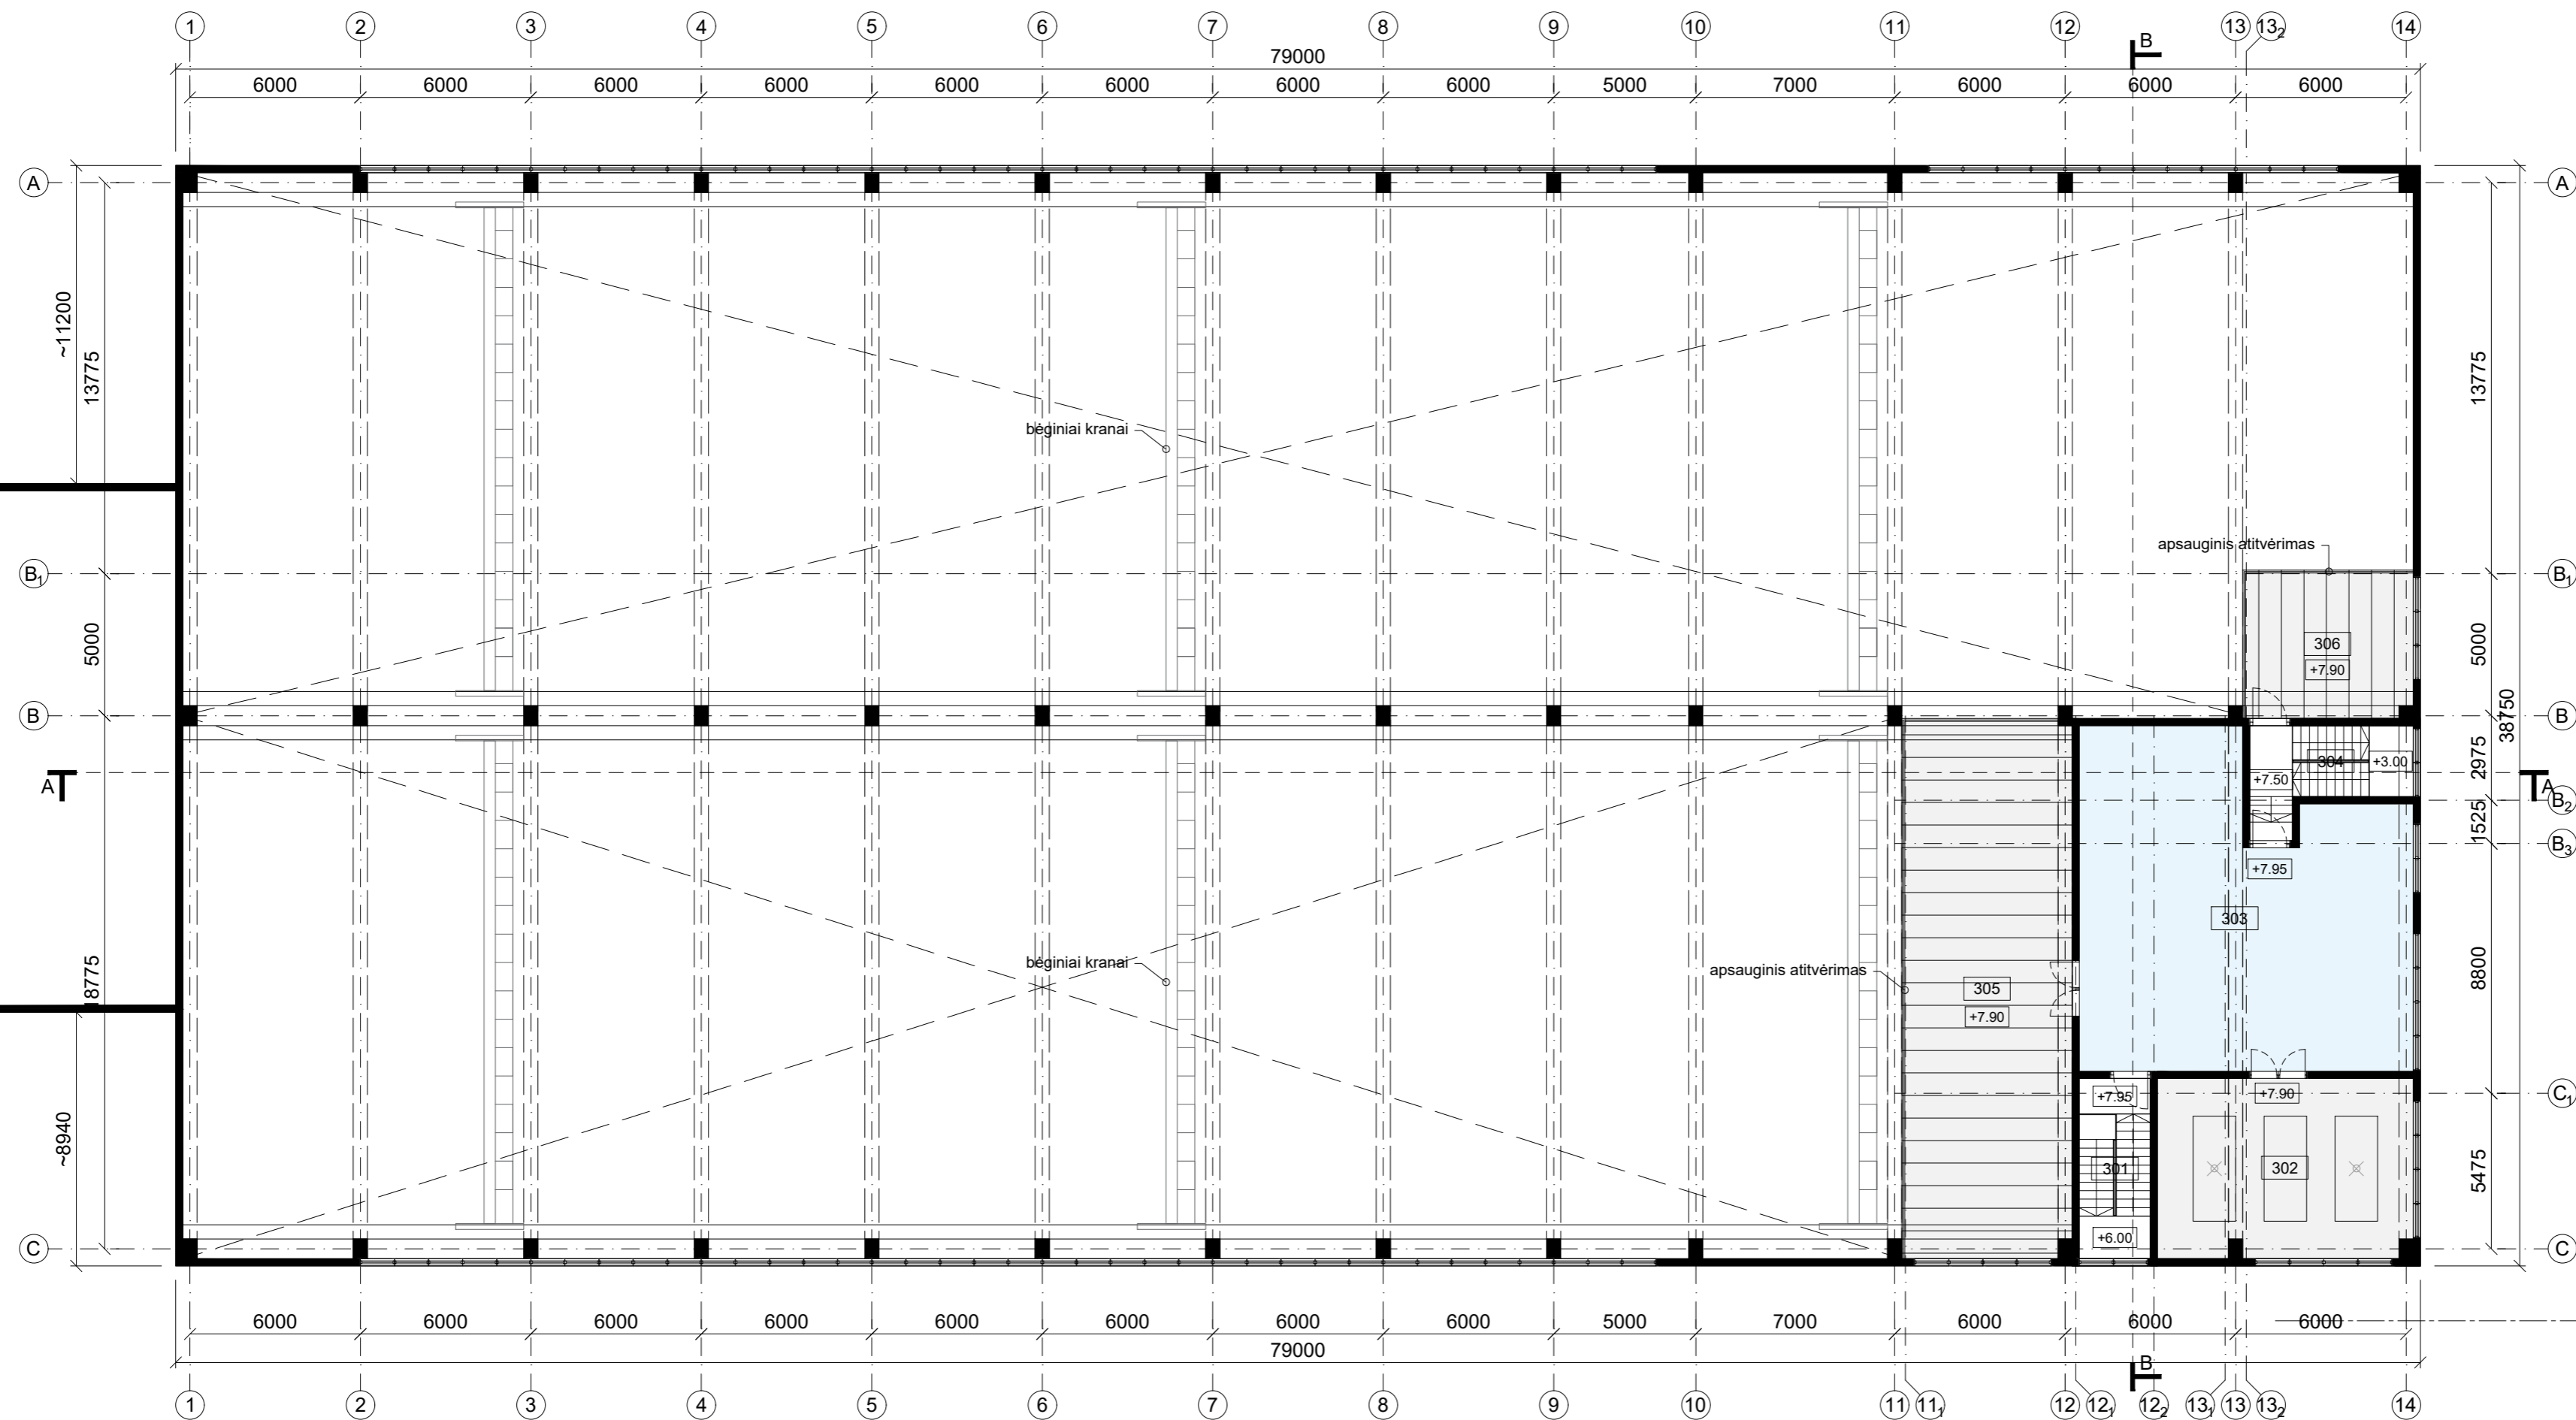 1 2 3 4 5 6 7 8 9 10 11 12 13 13₂ 14
B
79000
6000 6000 6000 6000 6000 6000 6000 6000 5000 7000 6000 6000 6000
A A
~11200
13775 13775
bėginiai kranai
apsauginis atitvėrimas
B₁ B₁
5000 306 5000
+7.90
B B
38750
304 +3.00 2975
+7.50
A A
B₂
1525
B₃
+7.95
303
bėginiai kranai
apsauginis atitvėrimas
18775 305 8800
+7.90
+7.95 +7.90 C₁
~8940
301 302 5475
+6.00
C C
6000 6000 6000 6000 6000 6000 6000 6000 5000 7000 6000 6000 6000
79000
B
1 2 3 4 5 6 7 8 9 10 11 11₁ 12 12₁ 12₂ 13₁ 13 13₂ 14